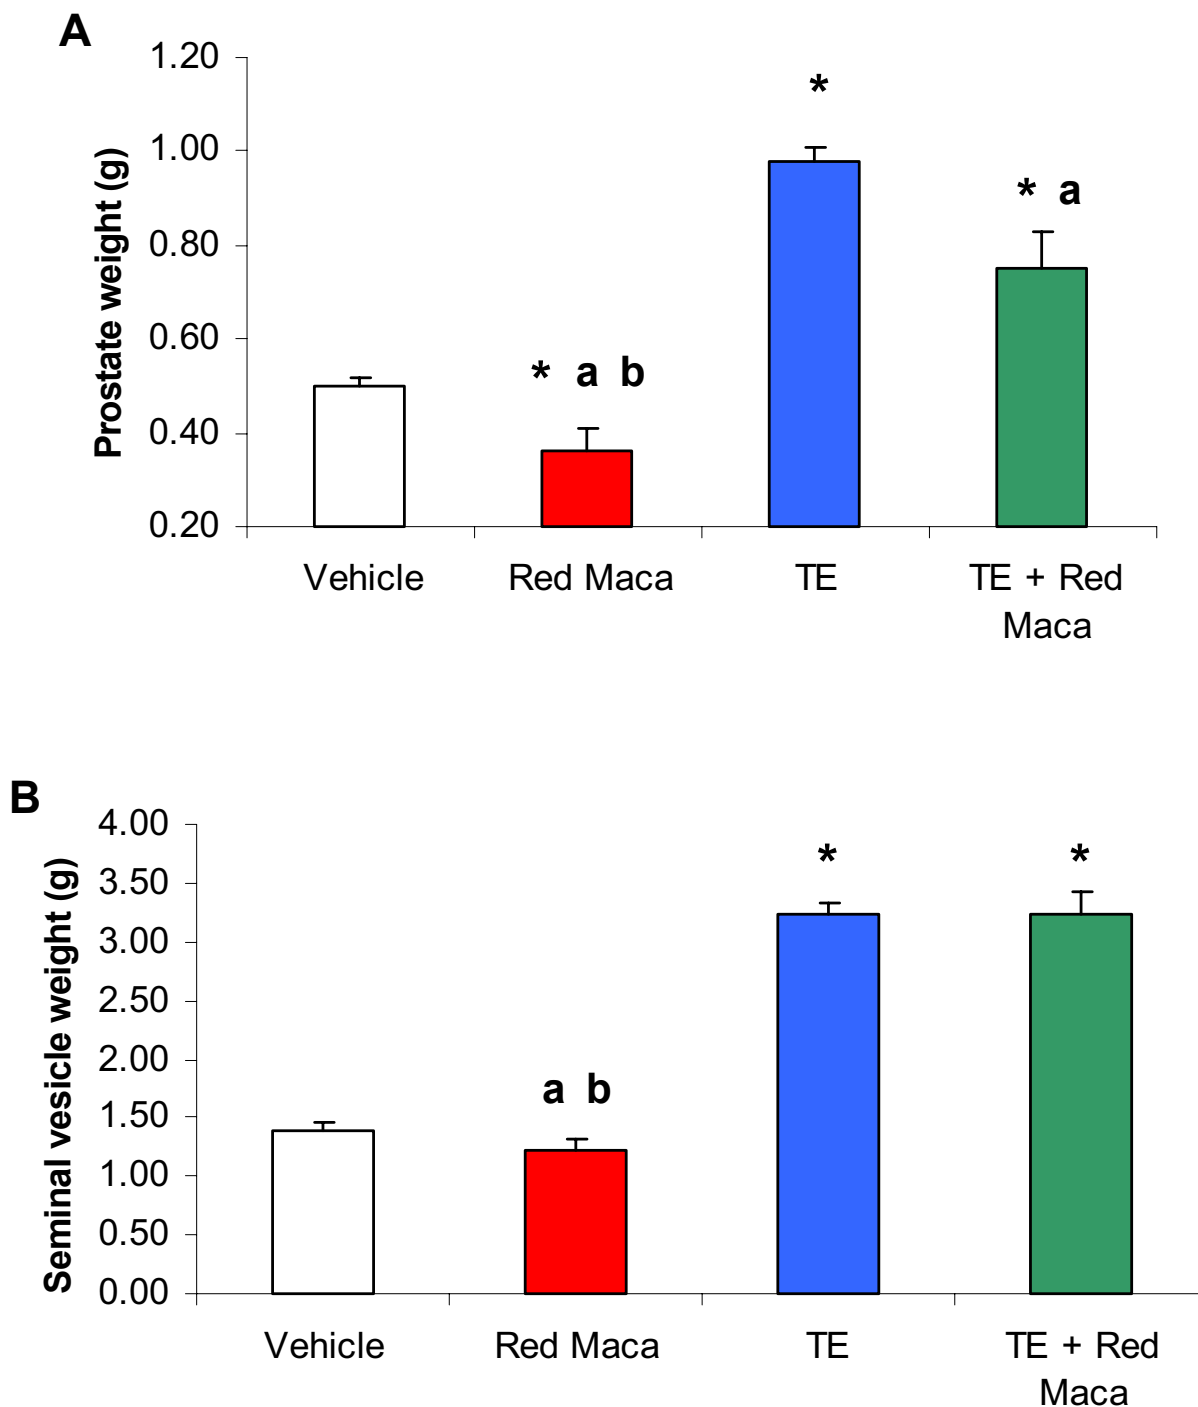 A
1.20
1.00
0.80
0.60
0.40
0.20
Prostate weight (g)
*
* a
* a b
Vehicle
Red Maca
TE
TE + Red
Maca
B
4.00
3.50
3.00
2.50
2.00
1.50
1.00
0.50
0.00
Seminal vesicle weight (g)
*
*
a b
Vehicle
Red Maca
TE
TE + Red
Maca